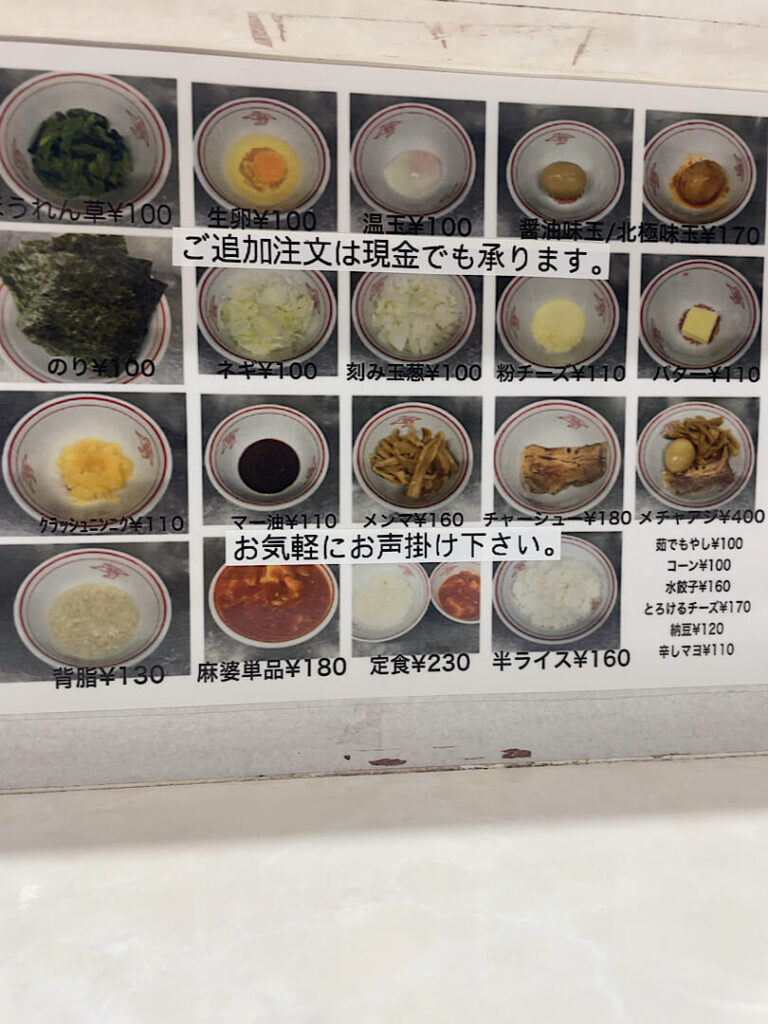 ほうれん草¥100
生卵¥100
温玉¥100
醤油味玉/北極味玉¥170
ご追加注文は現金でも承ります。
のり¥100
ネギ¥100
刻み玉葱¥100
粉チーズ¥110
バター¥110
クラッシュニンニク¥110
マー油¥110
メンマ¥160
チャーシュー¥180
メチャアジ¥400
お気軽にお声掛け下さい。
背脂¥130
麻婆単品¥180
定食¥230
半ライス¥160
茹でもやし¥100
コーン¥100
水餃子¥160
とろけるチーズ¥170
納豆¥120
辛しマヨ¥110